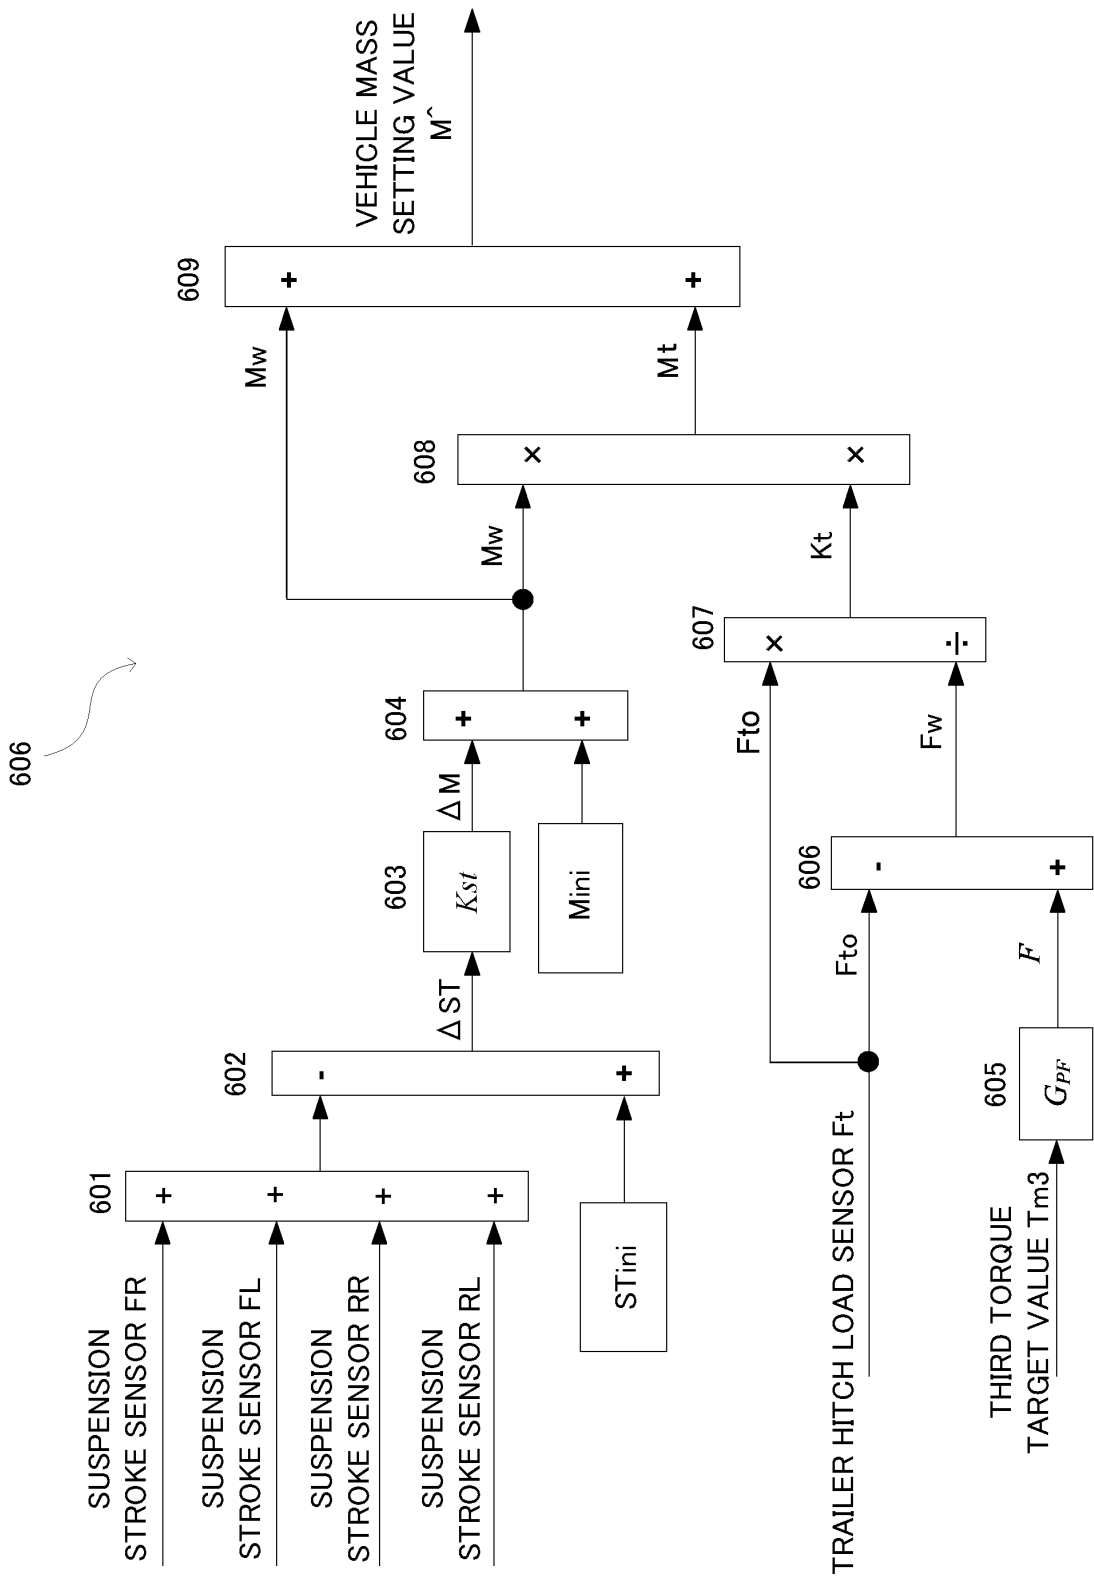 606
SUSPENSION
STROKE SENSOR FR
SUSPENSION
STROKE SENSOR FL
SUSPENSION
STROKE SENSOR RR
SUSPENSION
STROKE SENSOR RL
601
+
+
+
+
STini
602
-
+
ΔST
603
Kst
ΔM
Mini
604
+
+
Mw
Mw
TRAILER HITCH LOAD SENSOR Ft
THIRD TORQUE
TARGET VALUE Tm3
605
GPF
F
Fto
606
-
+
Fto
Fw
607
×
÷
Kt
608
×
×
Mt
609
+
+
VEHICLE MASS
SETTING VALUE
M^